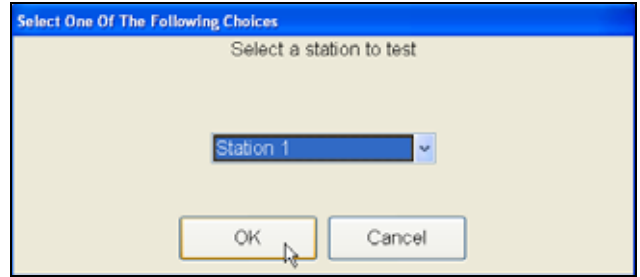 Select One Of The Following Choices
Select a station to test
Station 1
OK
Cancel